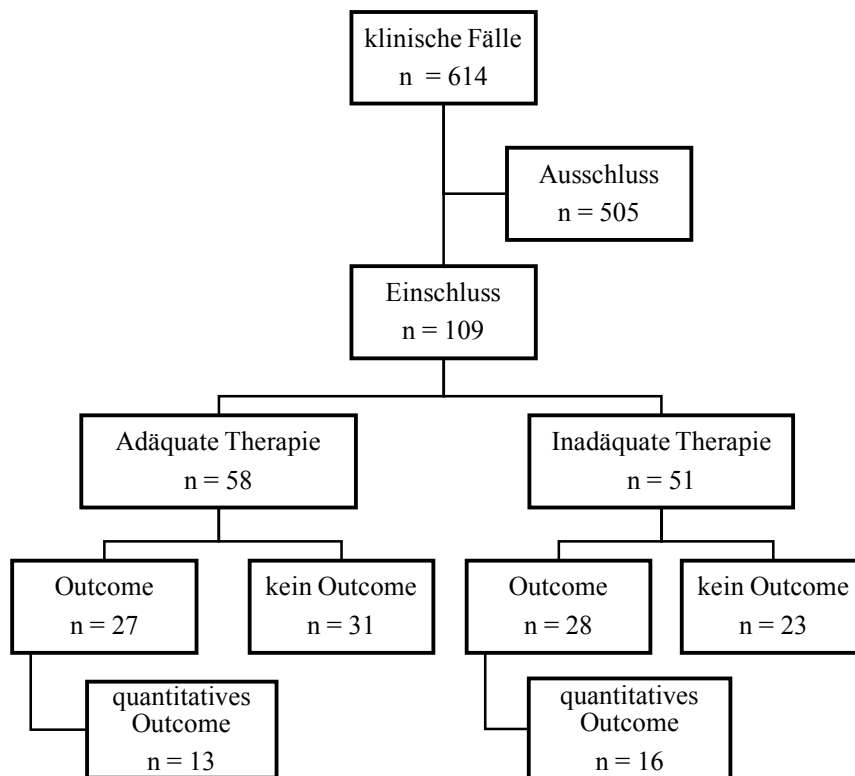 klinische Fälle
n = 614
Ausschluss
n = 505
Einschluss
n = 109
Adäquate Therapie
n = 58
Inadäquate Therapie
n = 51
Outcome
n = 27
kein Outcome
n = 31
Outcome
n = 28
kein Outcome
n = 23
quantitatives
Outcome
n = 13
quantitatives
Outcome
n = 16